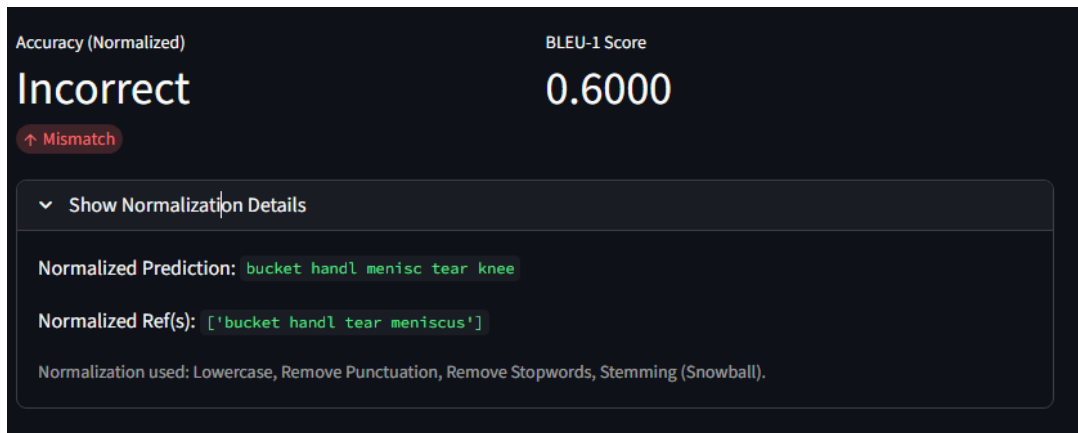 Accuracy (Normalized)
BLEU-1 Score
Incorrect
0.6000
↑ Mismatch
Show Normalization Details
Normalized Prediction: bucket handl menisc tear knee
Normalized Ref(s): ['bucket handl tear meniscus']
Normalization used: Lowercase, Remove Punctuation, Remove Stopwords, Stemming (Snowball).